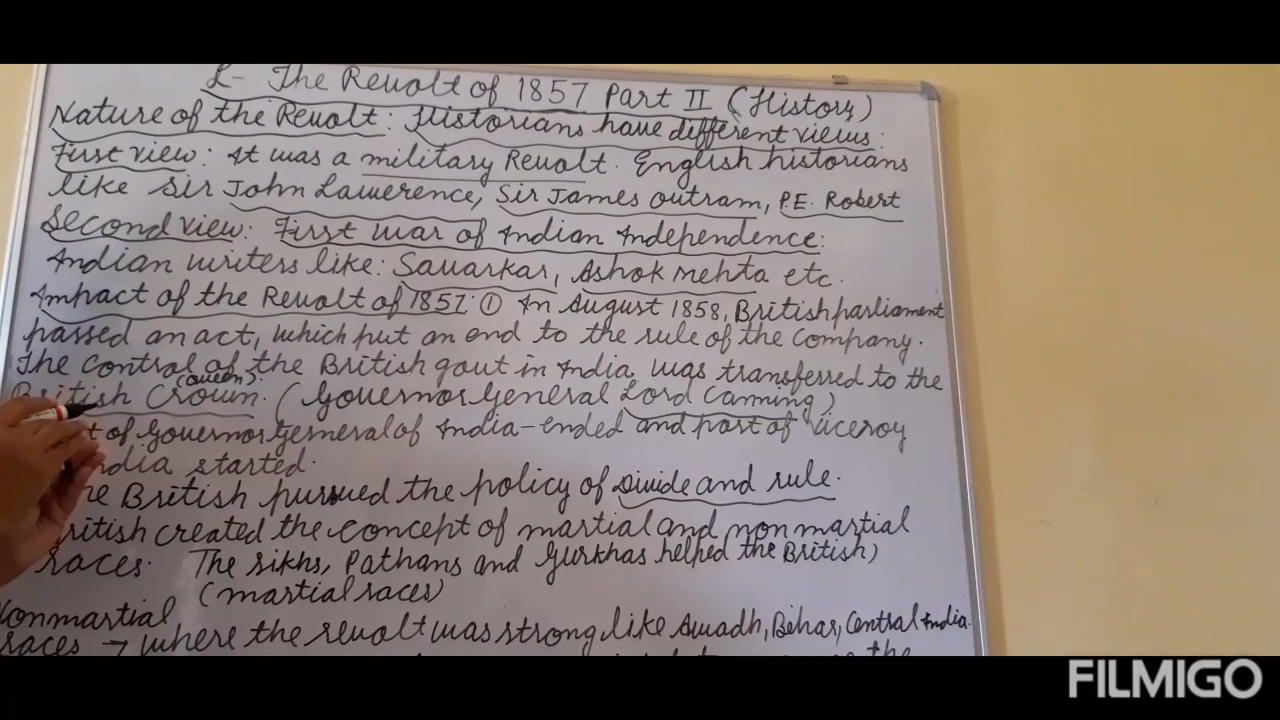 L- The Revolt of 1857 Part II (History)
Nature of the Revolt: Historians have different views:
First view: It was a military Revolt. English historians
like Sir John Lawerence, Sir James outram, P.E. Robert
Second view: First war of Indian Independence:
Indian writers like: Savarkar, Ashok mehta etc.
Impact of the Revolt of 1857: ① In August 1858, British parliament
passed an act, which put an end to the rule of the company.
The control of the British govt in India was transferred to the
(Queen).
British Crown. (Governor General Lord Canning)
t of Governor General of India-ended and post of viceroy
ndia started.
he British pursued the policy of Divide and rule.
ritish created the concept of martial and non martial
races. The sikhs, Pathans and Gurkhas helped the British)
(martial races)
Nonmartial
races → where the revolt was strong like Awadh, Bihar, Central India.
the
FILMIGO